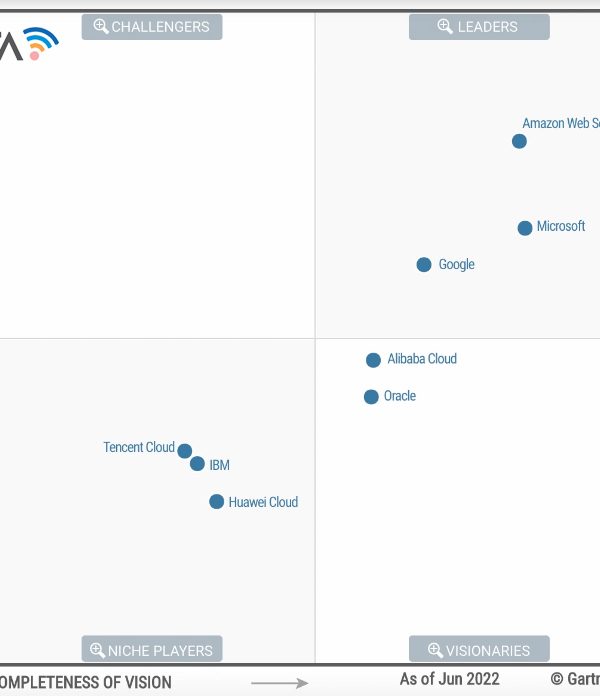 CHALLENGERS
LEADERS
Amazon Web
Microsoft
Google
Alibaba Cloud
Oracle
Tencent Cloud
IBM
Huawei Cloud
NICHE PLAYERS
VISIONARIES
OMPLETENESS OF VISION
As of Jun 2022
© Gartn